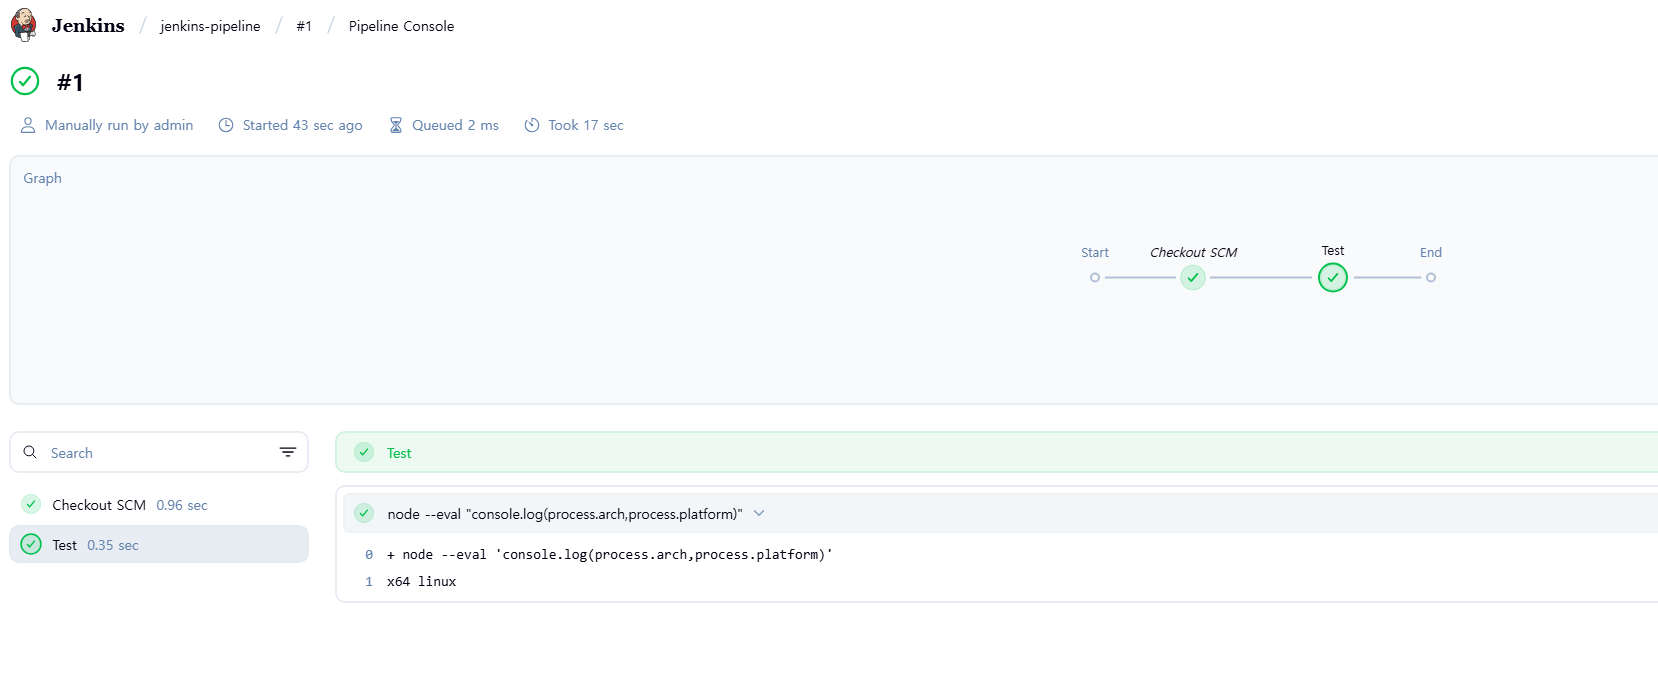 Jenkins / jenkins-pipeline / #1 / Pipeline Console
#1
Manually run by admin Started 43 sec ago Queued 2 ms Took 17 sec
Graph
Start Checkout SCM Test End
Search
Checkout SCM 0.96 sec
Test 0.35 sec
Test
node --eval "console.log(process.arch,process.platform)"
0 + node --eval 'console.log(process.arch,process.platform)'
1 x64 linux